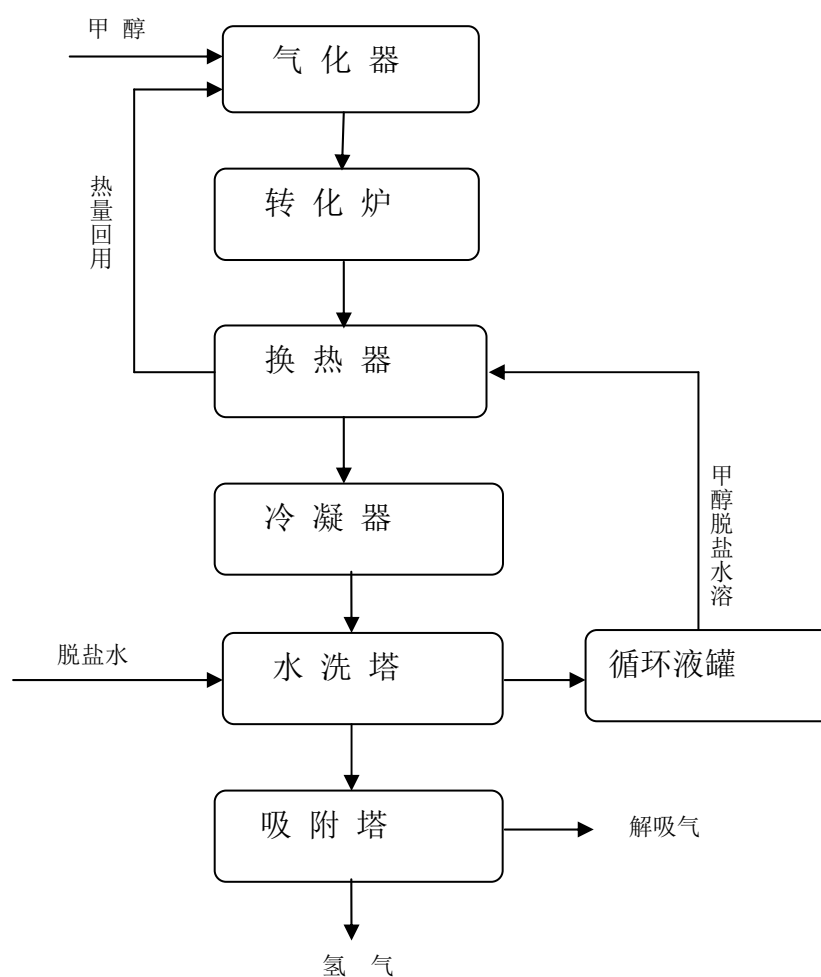 甲 醇
气 化 器
热量回用
转 化 炉
换 热 器
甲醇脱盐水溶
冷 凝 器
脱盐水
水 洗 塔
循环液罐
吸 附 塔
解吸气
氢 气